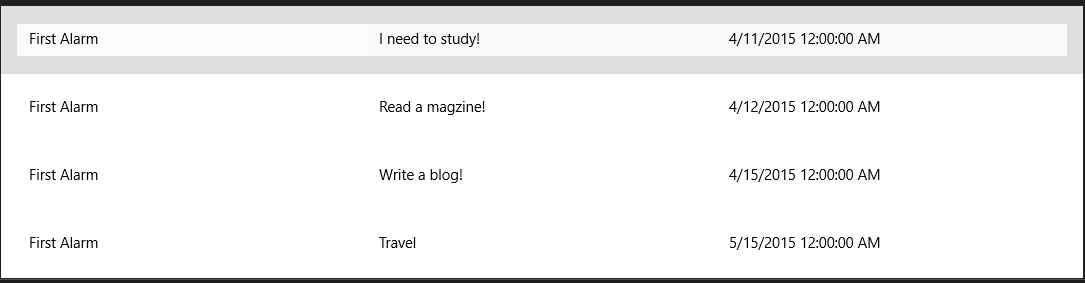 First Alarm I need to study! 4/11/2015 12:00:00 AM
First Alarm Read a magzine! 4/12/2015 12:00:00 AM
First Alarm Write a blog! 4/15/2015 12:00:00 AM
First Alarm Travel 5/15/2015 12:00:00 AM